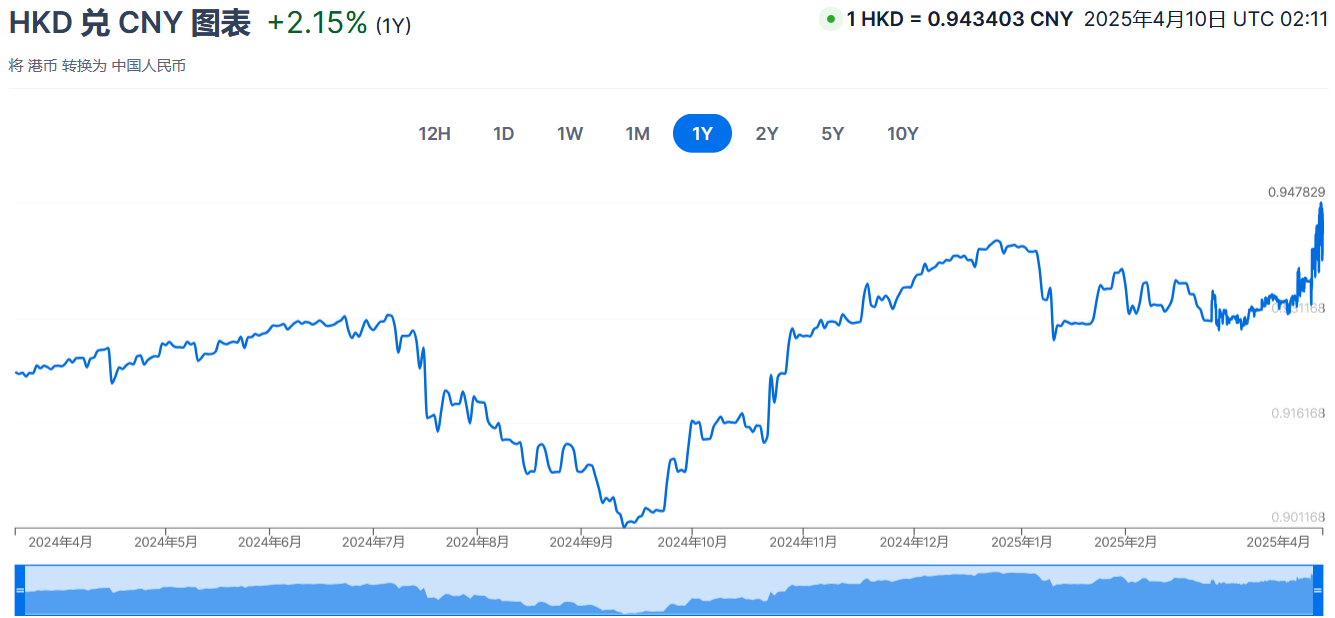 HKD 兑 CNY 图表 +2.15% (1Y)
1 HKD = 0.943403 CNY 2025年4月10日 UTC 02:11
将 港币 转换为 中国人民币
12H 1D 1W 1M 1Y 2Y 5Y 10Y
0.947829
0.931168
0.916168
0.901168
2024年4月 2024年5月 2024年6月 2024年7月 2024年8月 2024年9月 2024年10月 2024年11月 2024年12月 2025年1月 2025年2月 2025年4月